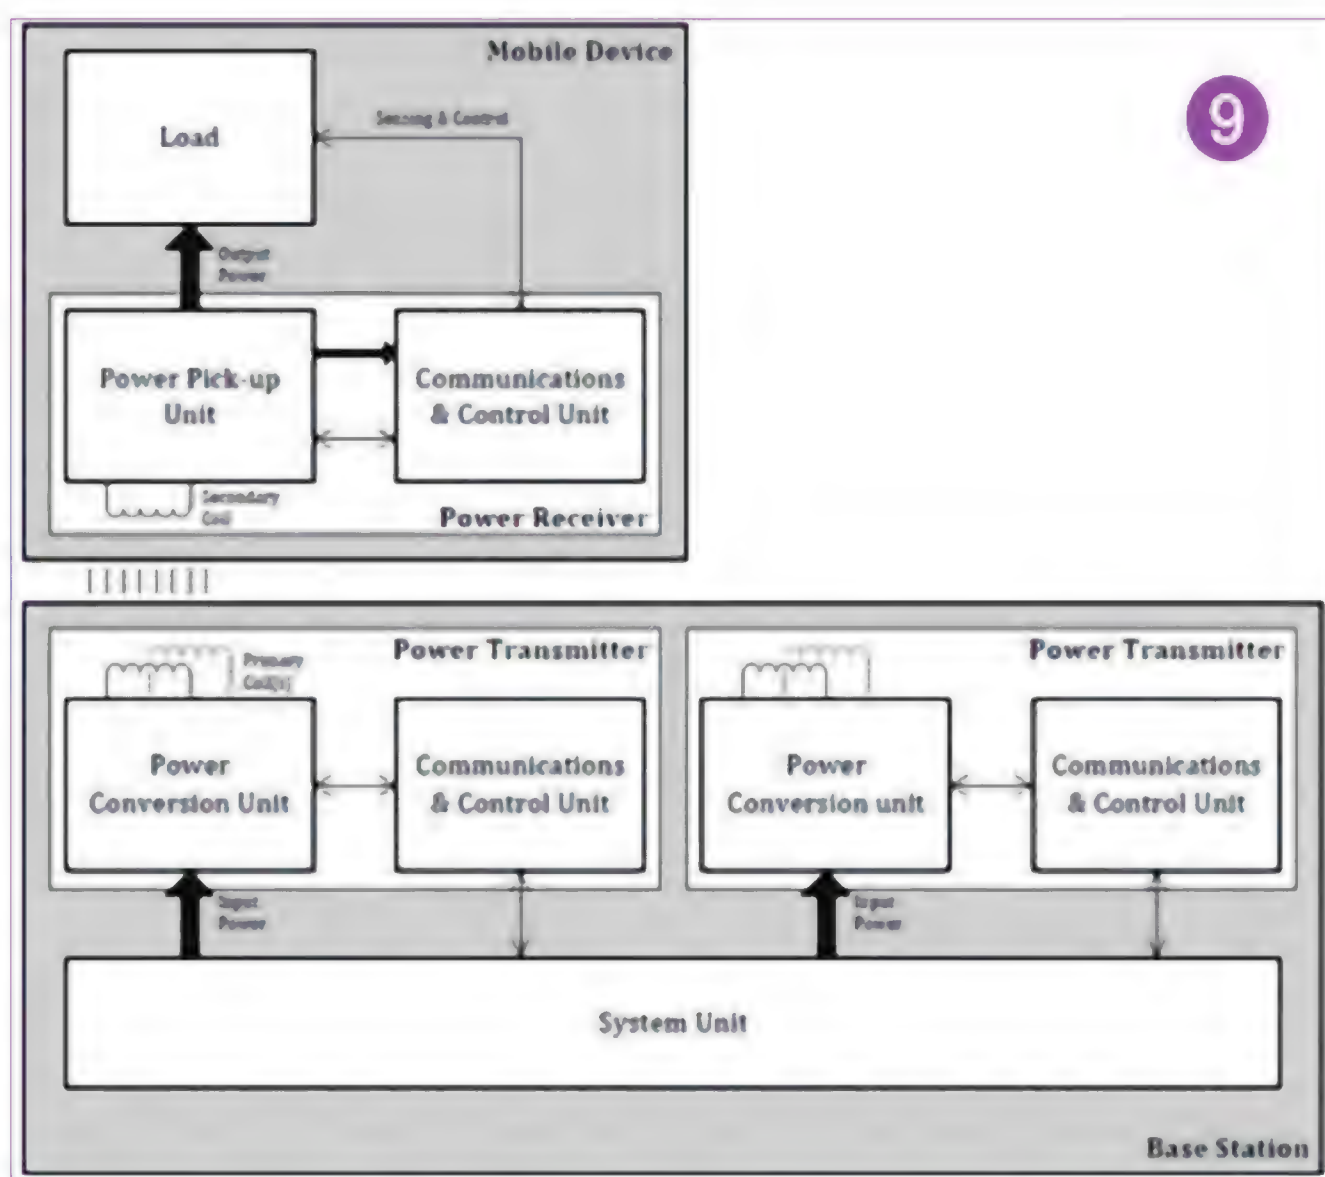 Mobile Device
9
Load
Sensing & Control
Output
Power
Power Pick-up
Unit
Communications
& Control Unit
Secondary
Coil
Power Receiver
Power Transmitter
Primary
Coil(s)
Power
Conversion Unit
Communications
& Control Unit
Input
Power
Power Transmitter
Power
Conversion unit
Communications
& Control Unit
Input
Power
System Unit
Base Station